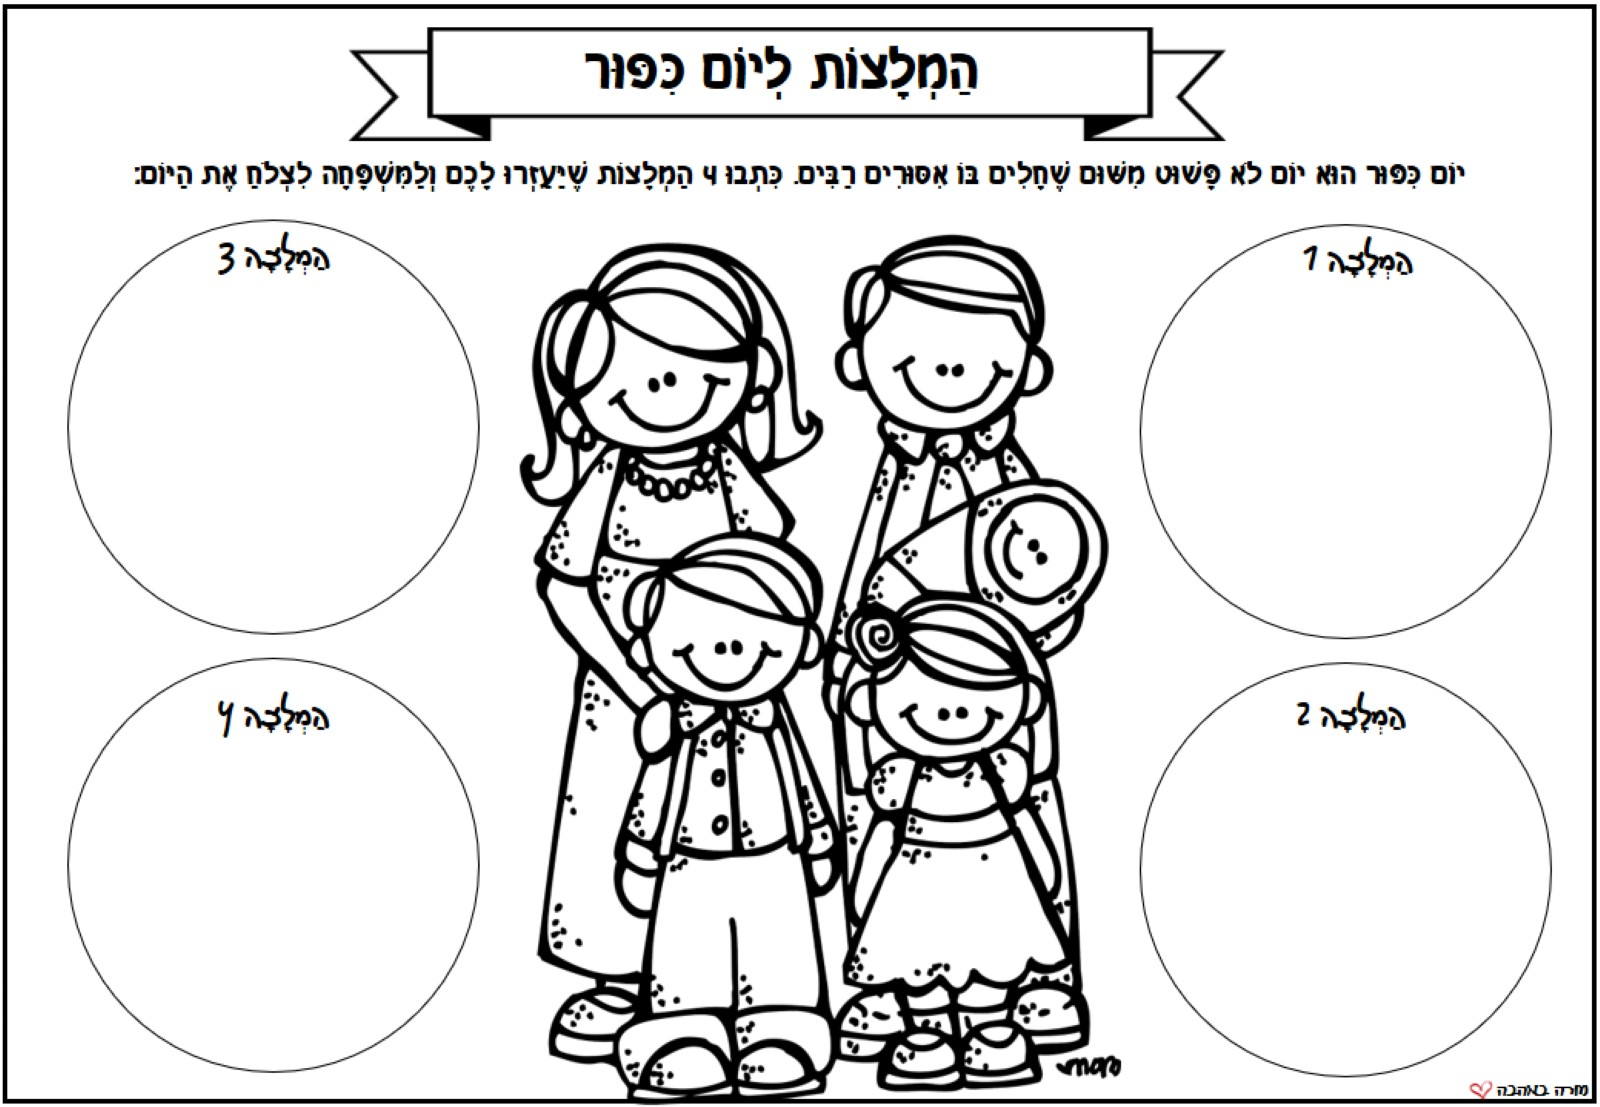 הַמְלָצוֹת לְיוֹם כִּפּוּר
יוֹם כִּפּוּר הוּא יוֹם לֹא פָּשׁוּט מִשּׁוּם שֶׁחָלִים בּוֹ אִסּוּרִים רַבִּים. כִּתְבוּ 4 הַמְלָצוֹת שֶׁיַּעַזְרוּ לָכֶם וְלַמִּשְׁפָּחָה לִצְלֹחַ אֶת הַיּוֹם:
הַמְלָצָה 1
הַמְלָצָה 2
הַמְלָצָה 3
הַמְלָצָה 4
מורה באהבה